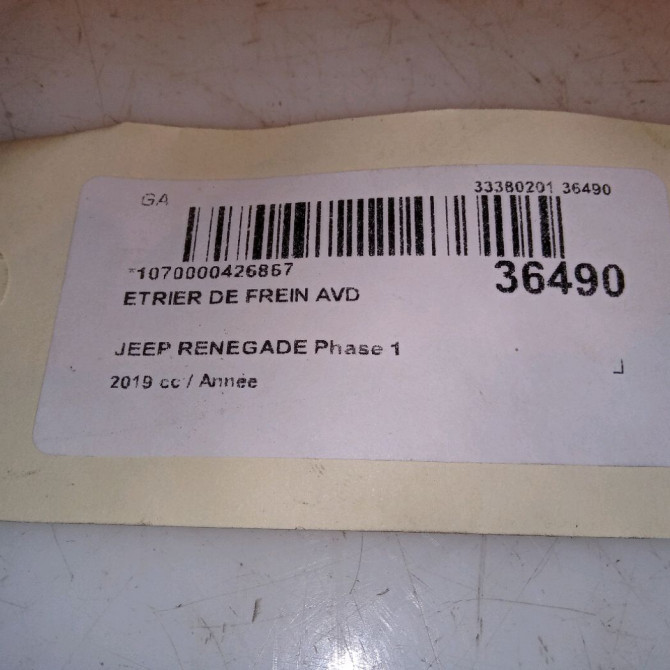 GA
33380201 36490
*1070000426867
36490
ETRIER DE FREIN AVD
JEEP RENEGADE Phase 1
2019 cc / Année